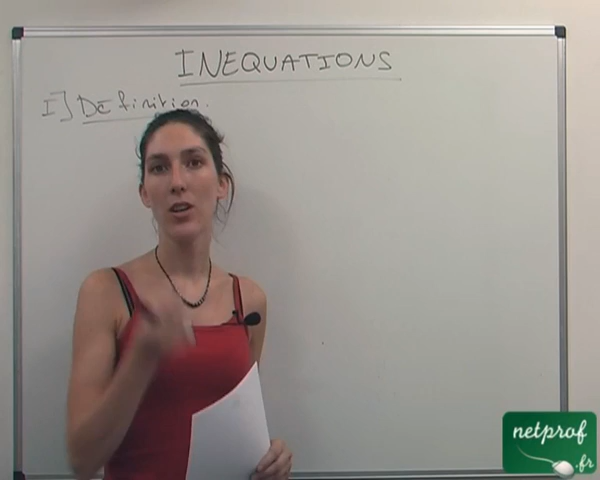 INEQUATIONS
I] Definition.
netprof
.fr